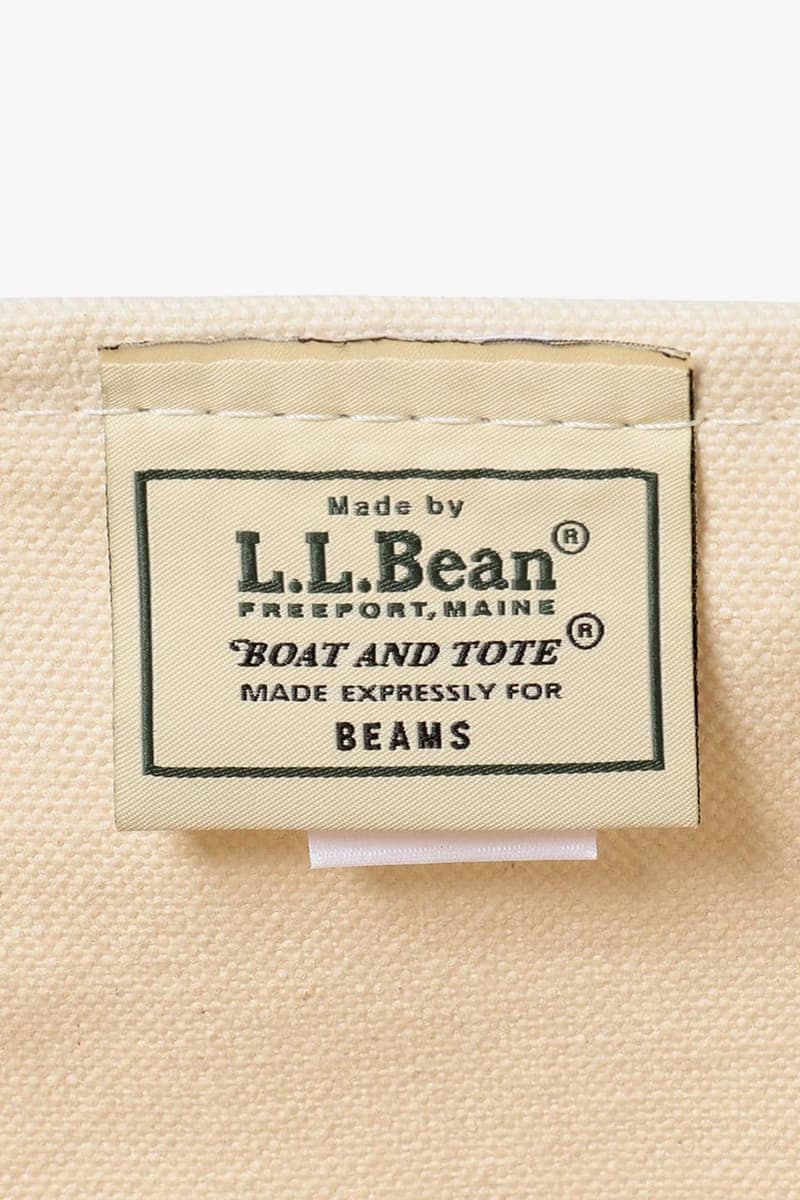 Made by
L.L.Bean®
FREEPORT, MAINE
BOAT AND TOTE®
MADE EXPRESSLY FOR
BEAMS